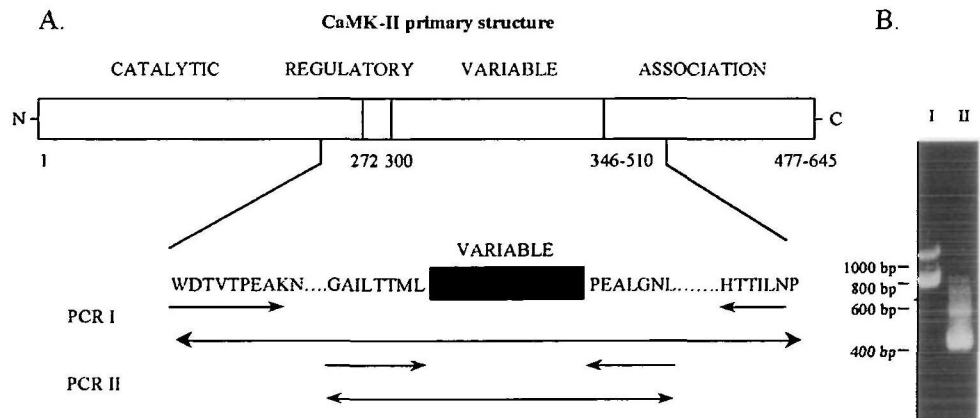 A.
CaMK-II primary structure
B.
CATALYTIC REGULATORY VARIABLE ASSOCIATION
N C
1 272 300 346-510 477-645
I II
VARIABLE
WDTVTPEAKN....GAILTTML PEALGNL.......HTTILNP
PCR I
PCR II
1000 bp
800 bp
600 bp
400 bp